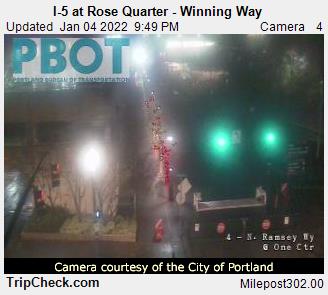 I-5 at Rose Quarter - Winning Way
Updated Jan 04 2022 9:49 PM Camera 4
PBOT
PORTLAND BUREAU OF TRANSPORTATION
4 - N. Ramsey Wy
@ One Ctr
Camera courtesy of the City of Portland
TripCheck.com Milepost302.00